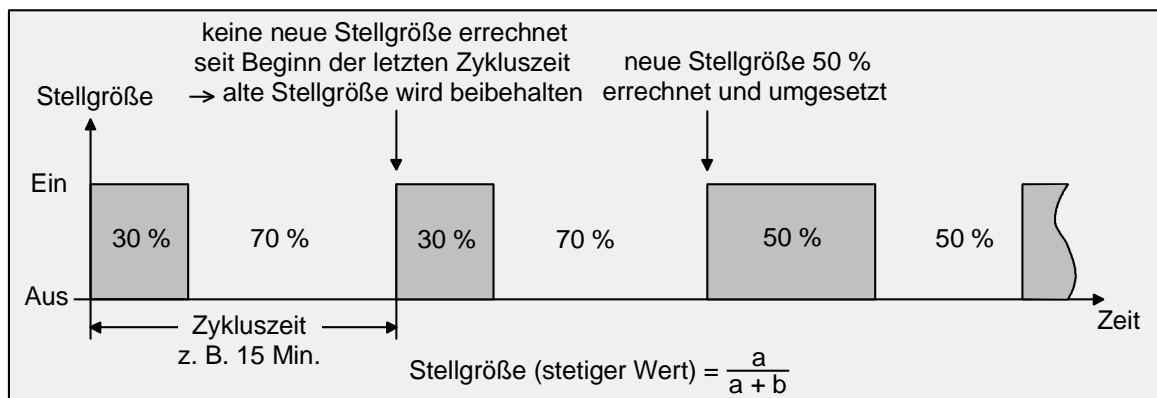 keine neue Stellgröße errechnet
seit Beginn der letzten Zykluszeit
→ alte Stellgröße wird beibehalten
neue Stellgröße 50 %
errechnet und umgesetzt
Stellgröße
Ein
30 %
70 %
30 %
70 %
50 %
50 %
Aus
Zeit
Zykluszeit
z. B. 15 Min.
Stellgröße (stetiger Wert) = a / a + b